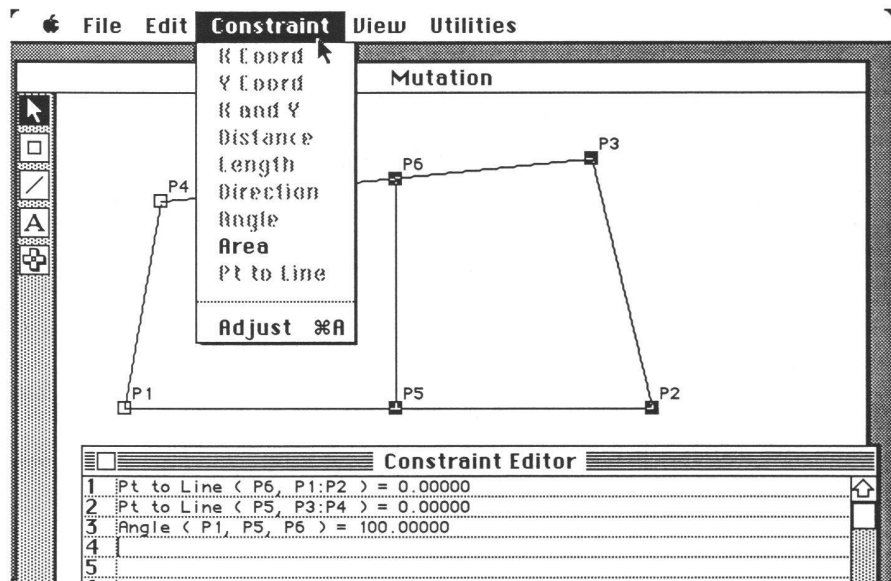 File Edit Constraint View Utilities
Mutation
X Coord
Y Coord
X and Y
Distance
Length
Direction
Angle
Area
Pt to Line
Adjust ⌘A
A
P4
P6
P3
P1
P5
P2
Constraint Editor
1 Pt to Line ( P6, P1:P2 ) = 0.00000
2 Pt to Line ( P5, P3:P4 ) = 0.00000
3 Angle ( P1, P5, P6 ) = 100.00000
4
5